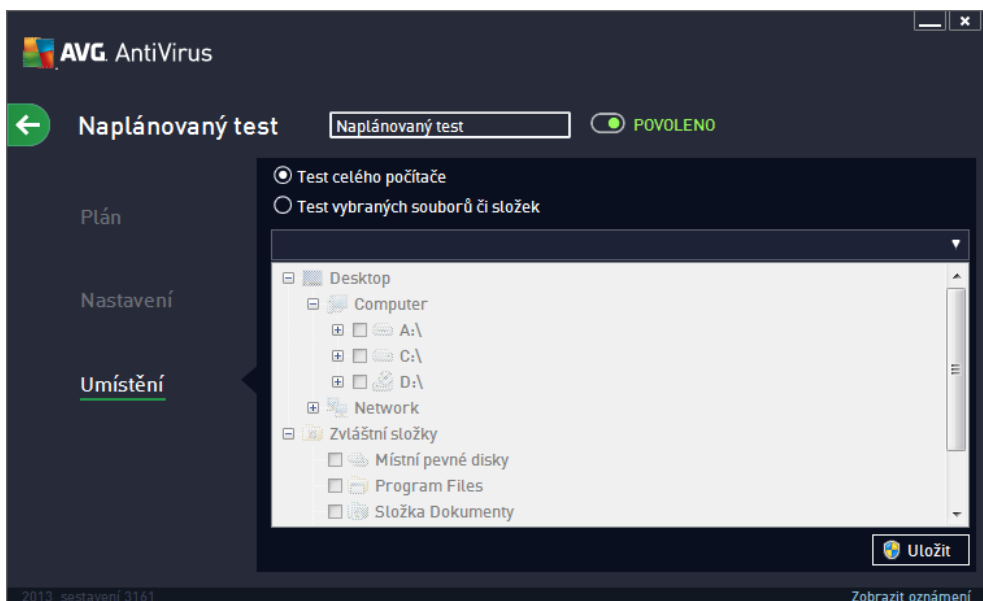 AVG. AntiVirus
Naplánovaný test
Naplánovaný test
POVOLENO
Plán
Nastavení
Umístění
Test celého počítače
Test vybraných souborů či složek
Desktop
Computer
A:\
C:\
D:\
Network
Zvláštní složky
Místní pevné disky
Program Files
Složka Dokumenty
Uložit
2013 sestavení 3161
Zobrazit oznámení